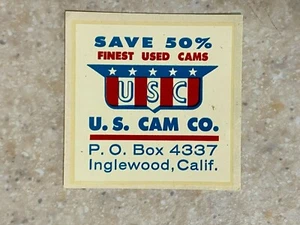 SAVE 50%
FINEST USED CAMS
USC
U. S. CAM CO.
P. O. Box 4337
Inglewood, Calif.